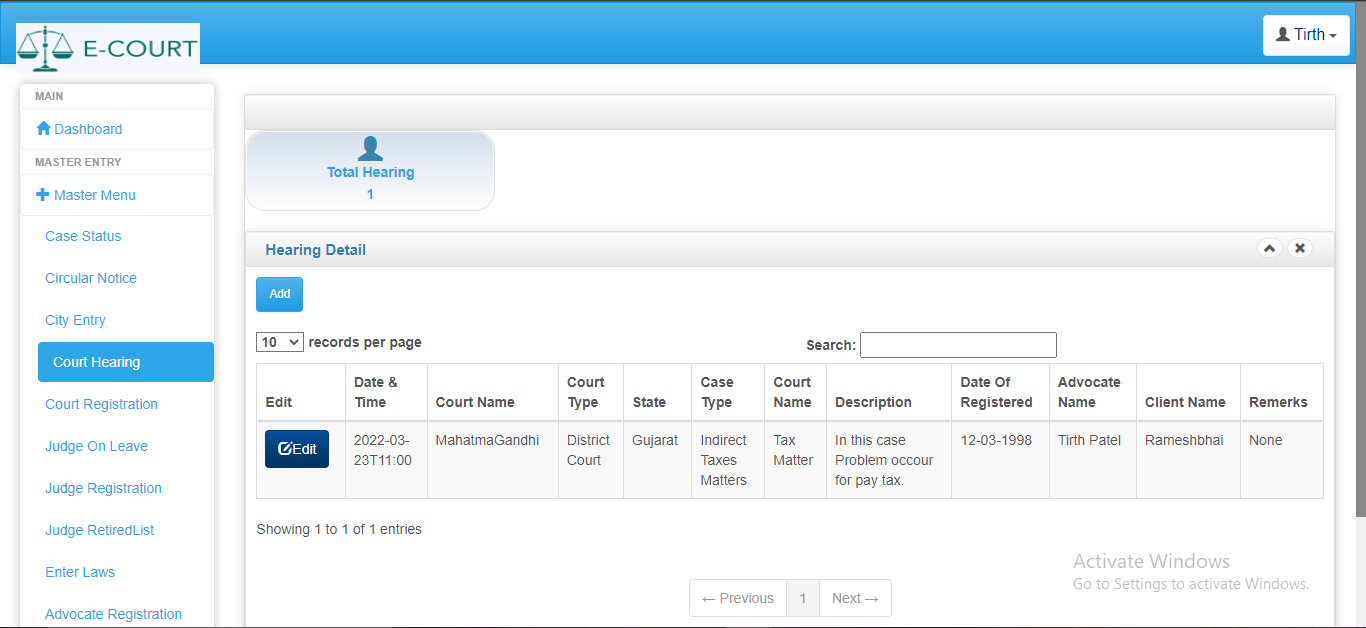 E-COURT
Tirth
MAIN
Dashboard
MASTER ENTRY
Master Menu
Case Status
Circular Notice
City Entry
Court Hearing
Court Registration
Judge On Leave
Judge Registration
Judge RetiredList
Enter Laws
Advocate Registration
Total Hearing
1
Hearing Detail
Add
10 records per page
Search:
Edit
Date &
Time
Court Name
Court
Type
State
Case
Type
Court
Name
Description
Date Of
Registered
Advocate
Name
Client Name
Remarks
Edit
2022-03-
23T11:00
MahatmaGandhi
District
Court
Gujarat
Indirect
Taxes
Matters
Tax
Matter
In this case
Problem occour
for pay tax.
12-03-1998
Tirth Patel
Rameshbhai
None
Showing 1 to 1 of 1 entries
← Previous
1
Next →
Activate Windows
Go to Settings to activate Windows.